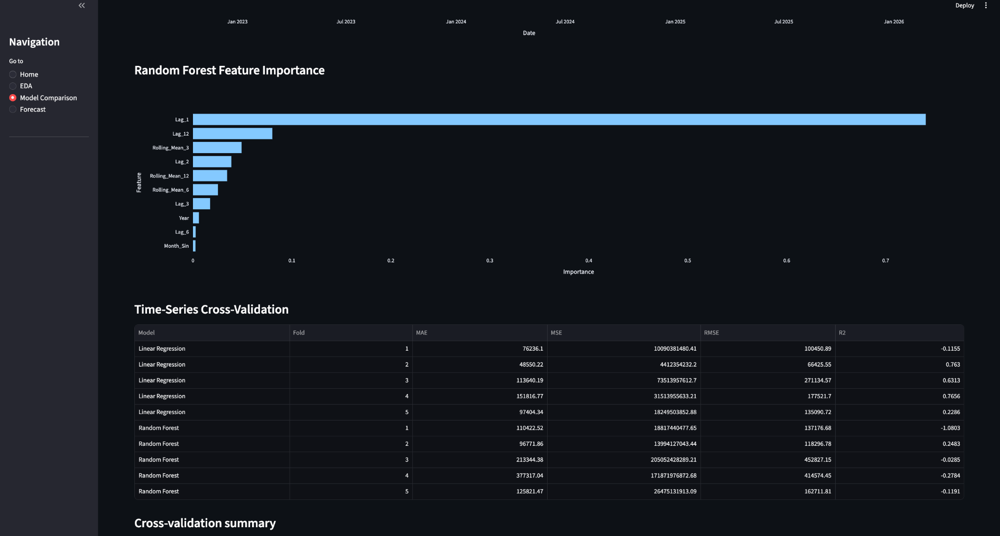 Deploy
Navigation
Go to
Home
EDA
Model Comparison
Forecast
Jan 2023 Jul 2023 Jan 2024 Jul 2024 Jan 2025 Jul 2025 Jan 2026
Date
Random Forest Feature Importance
Feature
Lag_1
Lag_12
Rolling_Mean_3
Lag_2
Rolling_Mean_12
Rolling_Mean_6
Lag_3
Year
Lag_6
Month_Sin
0 0.1 0.2 0.3 0.4 0.5 0.6 0.7
Importance
Time-Series Cross-Validation
Model Fold MAE MSE RMSE R2
Linear Regression 1 76236.1 10090381480.41 100450.89 -0.1155
Linear Regression 2 48550.22 4412354232.2 66425.55 0.763
Linear Regression 3 113640.19 73513957612.7 271134.57 0.6313
Linear Regression 4 151816.77 31513955633.21 177521.7 0.7656
Linear Regression 5 97404.34 18249503852.88 135090.72 0.2286
Random Forest 1 110422.52 18817440477.65 137176.68 -1.0803
Random Forest 2 96771.86 13994127043.44 118296.78 0.2483
Random Forest 3 213344.38 205052428289.21 452827.15 -0.0285
Random Forest 4 377317.04 171871976872.68 414574.45 -0.2784
Random Forest 5 125821.47 26475131913.09 162711.81 -0.1191
Cross-validation summary